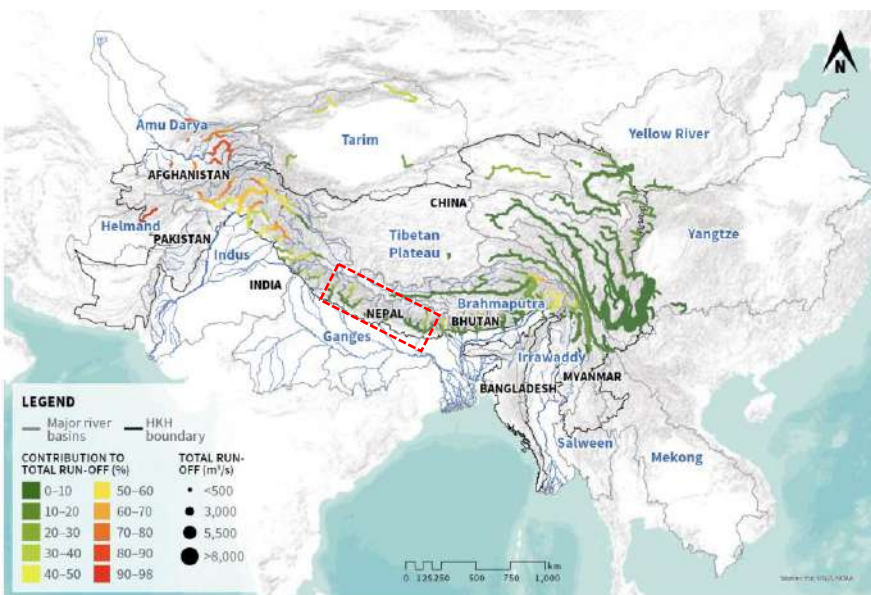 N
Amu Darya
Tarim
Yellow River
AFGHANISTAN
CHINA
Helmand
PAKISTAN
Tibetan
Plateau
Yangtze
Indus
INDIA
NEPAL
Brahmaputra
BHUTAN
Ganges
Irrawaddy
BANGLADESH
MYANMAR
Salween
Mekong
LEGEND
Major river
basins
HKH
boundary
CONTRIBUTION TO
TOTAL RUN-OFF (%)
TOTAL RUN-
OFF (m³/s)
0–10
50–60
<500
10–20
60–70
3,000
20–30
70–80
5,500
30–40
80–90
>8,000
40–50
90–98
km
0 125 250 500 750 1,000